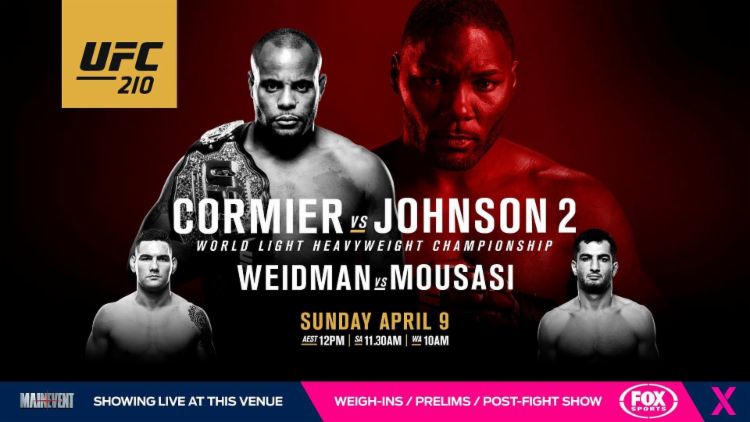 UFC
210
CORMIER vs JOHNSON 2
WORLD LIGHT HEAVYWEIGHT CHAMPIONSHIP
WEIDMAN vs MOUSASI
SUNDAY APRIL 9
AEST 12PM | SA 11.30AM | WA 10AM
MAIN EVENT SHOWING LIVE AT THIS VENUE WEIGH-INS / PRELIMS / POST-FIGHT SHOW FOX SPORTS X